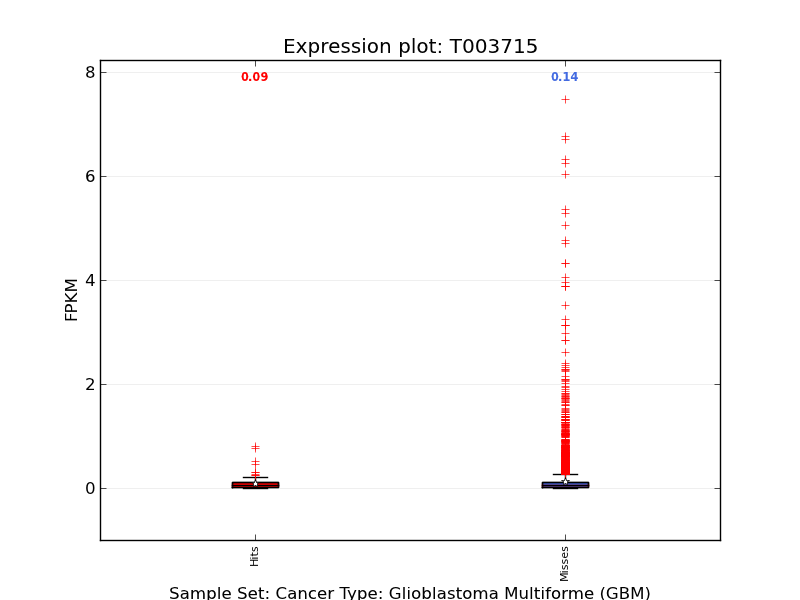 Expression plot: T003715
0.09
0.14
8
6
4
2
0
FPKM
Hits
Misses
Sample Set: Cancer Type: Glioblastoma Multiforme (GBM)